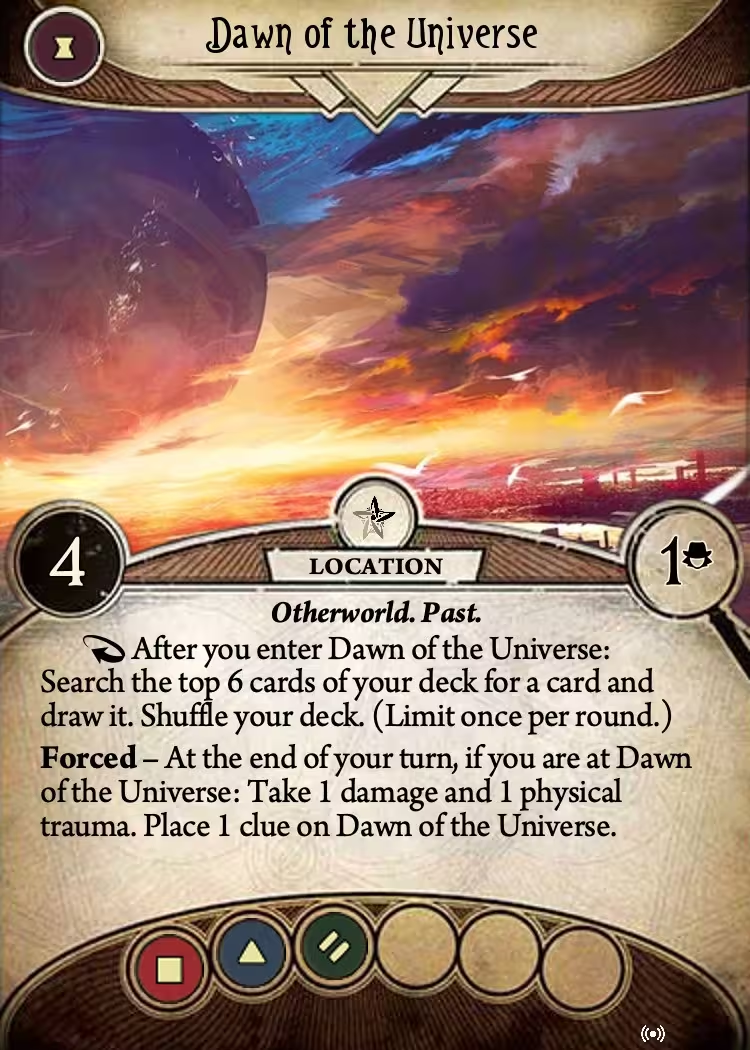 Dawn of the Universe
4
LOCATION
1
Otherworld. Past.
After you enter Dawn of the Universe:
Search the top 6 cards of your deck for a card and
draw it. Shuffle your deck. (Limit once per round.)
Forced – At the end of your turn, if you are at Dawn
of the Universe: Take 1 damage and 1 physical
trauma. Place 1 clue on Dawn of the Universe.